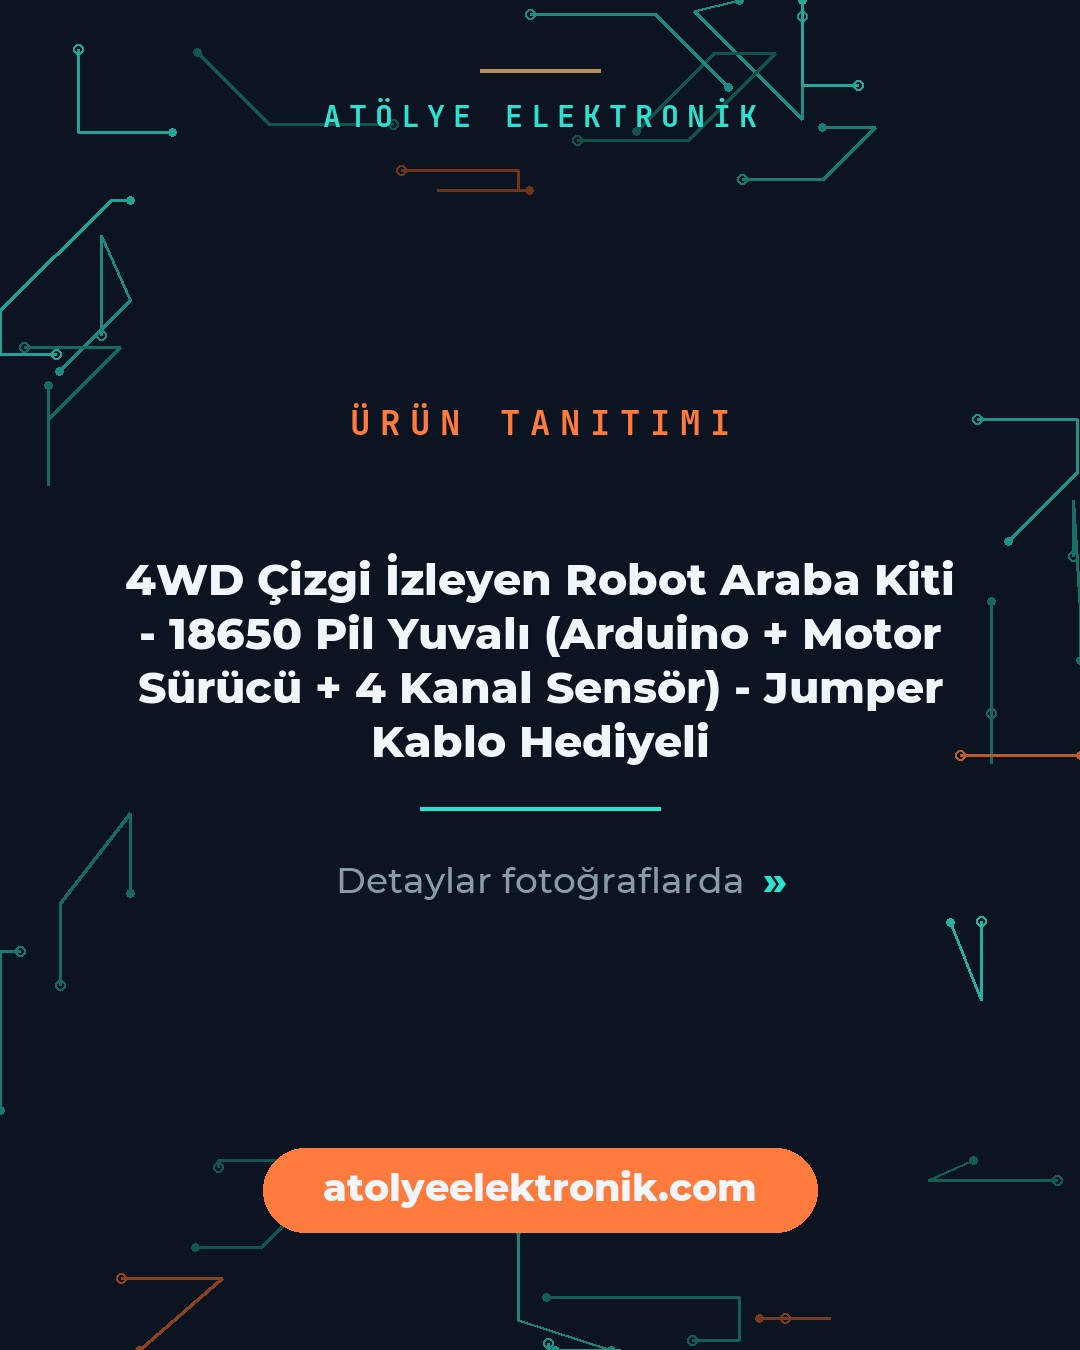 ATÖLYE ELEKTRONİK
ÜRÜN TANITIMI
4WD Çizgi İzleyen Robot Araba Kiti
- 18650 Pil Yuvalı (Arduino + Motor
Sürücü + 4 Kanal Sensör) - Jumper
Kablo Hediyeli
Detaylar fotoğraflarda »
atolyeelektronik.com